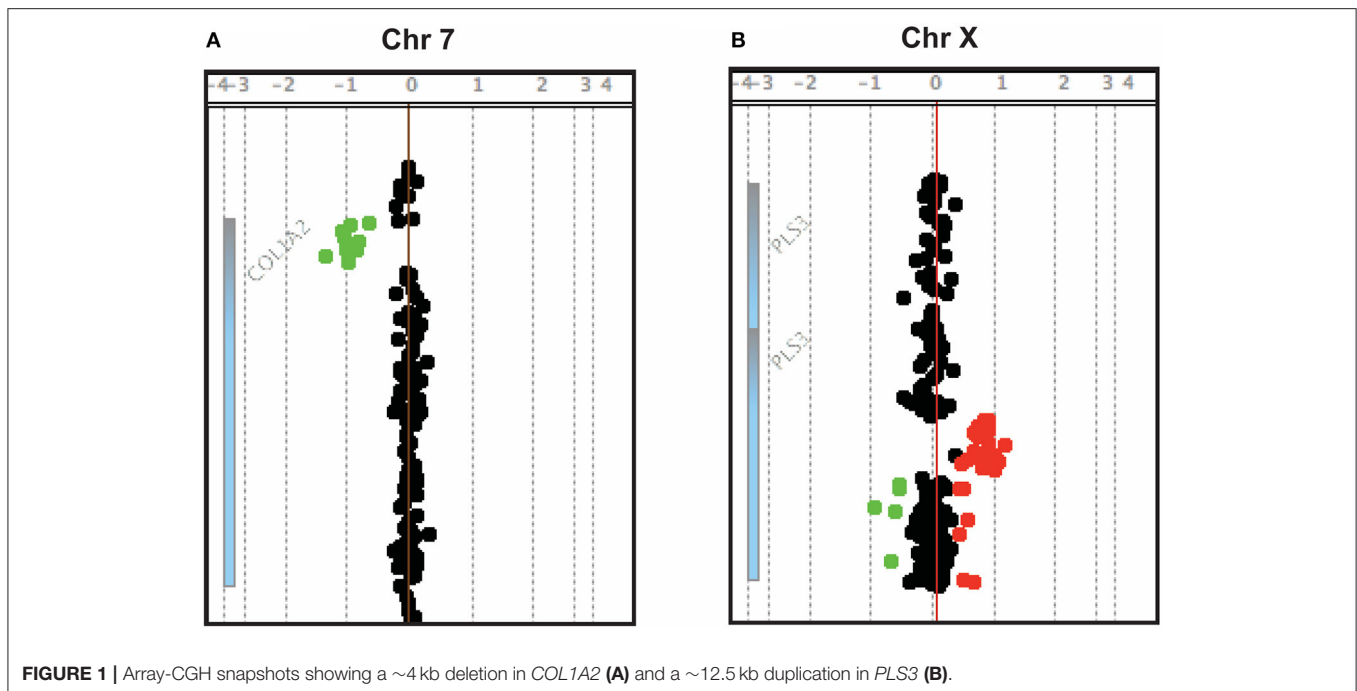 A Chr 7
-4 -3 -2 -1 0 1 2 3 4
COL1A2
B Chr X
-4 -3 -2 -1 0 1 2 3 4
PLS3
PLS3
FIGURE 1 | Array-CGH snapshots showing a ~4 kb deletion in COL1A2 (A) and a ~12.5 kb duplication in PLS3 (B).